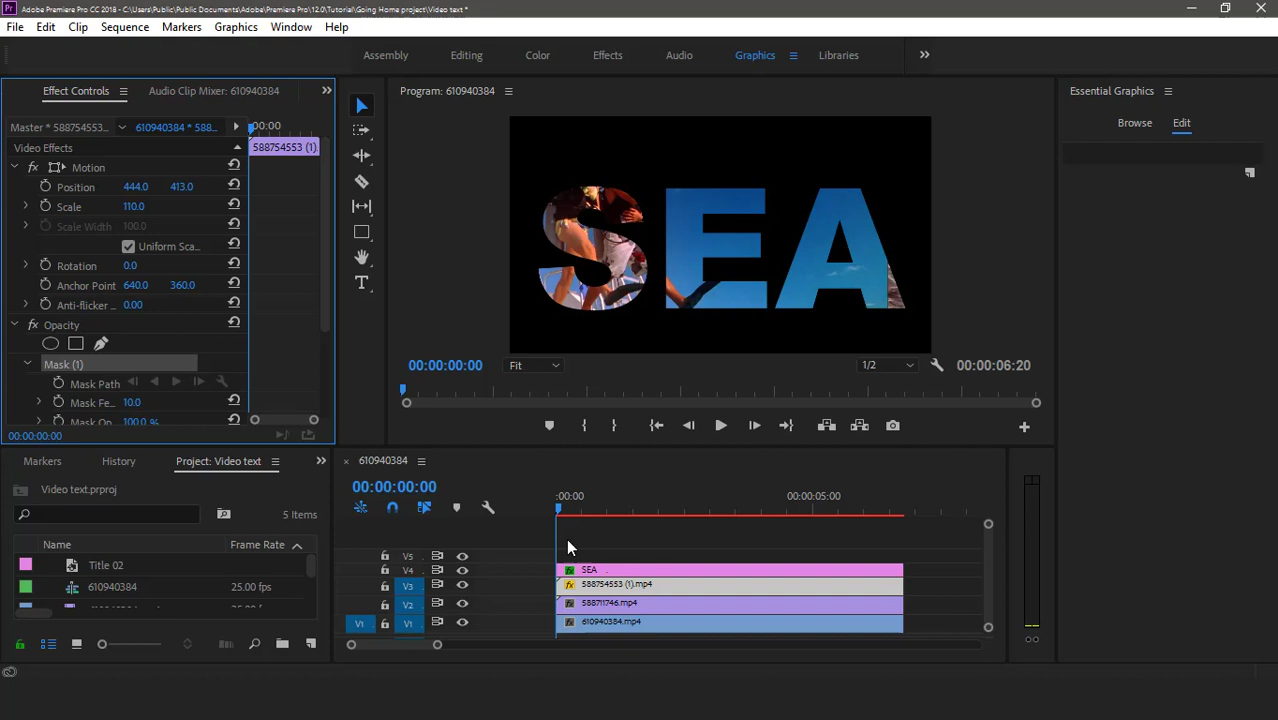 Pr Adobe Premiere Pro CC 2018 - C:\Users\Public\Public Documents\Adobe\Premiere Pro\12.0\Tutorial\Going Home project\Video text *
File Edit Clip Sequence Markers Graphics Window Help
Assembly Editing Color Effects Audio Graphics Libraries
Effect Controls Audio Clip Mixer: 610940384
Program: 610940384
Essential Graphics
Browse Edit
Master * 588754553... 610940384 * 588... :00:00
Video Effects 588754553 (1).
fx Motion
Position 444.0 413.0
Scale 110.0
Scale Width 100.0
Uniform Sca...
Rotation 0.0
Anchor Point 640.0 360.0
Anti-flicker ... 0.00
fx Opacity
Mask (1)
Mask Path
Mask Fe... 10.0
Mask Op... 100.0 %
00:00:00:00
SEA
00:00:00:00 Fit 1/2 00:00:06:20
Markers History Project: Video text
Video text.prproj
5 Items
Name Frame Rate
Title 02
610940384 25.00 fps
610940384
00:00:00:00
:00:00 00:00:05:00
V5
V4 fx SEA
V3 fx 588754553 (1).mp4
V2 fx 588711746.mp4
V1 V1 fx 610940384.mp4